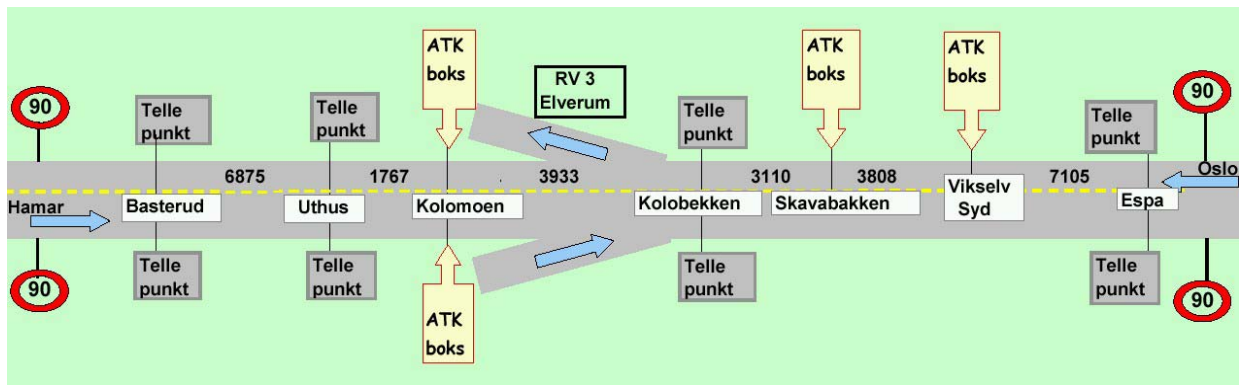 ATK
boks
ATK
boks
ATK
boks
RV 3
Elverum
90
90
Telle
punkt
Telle
punkt
Telle
punkt
Telle
punkt
6875
1767
3933
3110
3808
7105
Oslo
Hamar
Basterud
Uthus
Kolomoen
Kolobekken
Skavabakken
Vikselv
Syd
Espa
Telle
punkt
Telle
punkt
Telle
punkt
Telle
punkt
90
90
ATK
boks